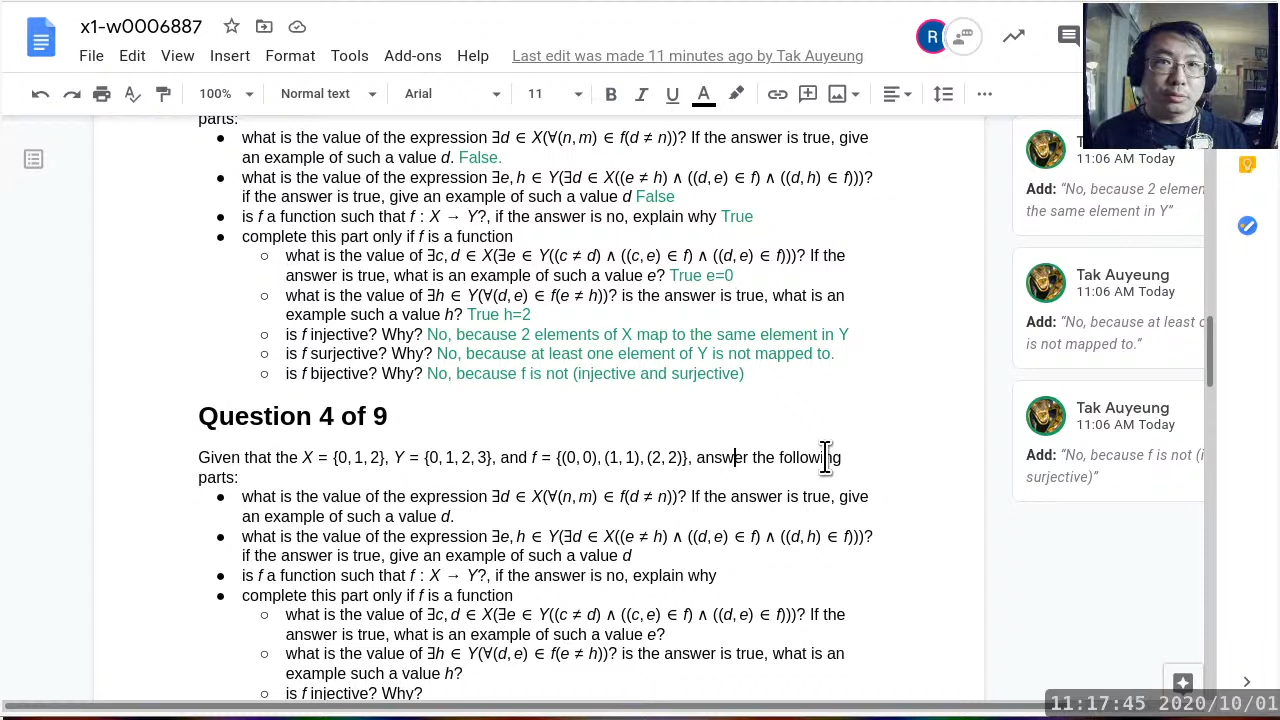 x1-w0006887
File Edit View Insert Format Tools Add-ons Help Last edit was made 11 minutes ago by Tak Auyeung
R
100% Normal text Arial 11 B I U A
parts:
● what is the value of the expression ∃d ∈ X(∀(n, m) ∈ f(d ≠ n))? If the answer is true, give
an example of such a value d. False.
● what is the value of the expression ∃e, h ∈ Y(∃d ∈ X((e ≠ h) ∧ ((d, e) ∈ f) ∧ ((d, h) ∈ f)))?
if the answer is true, give an example of such a value d False
● is f a function such that f : X → Y?, if the answer is no, explain why True
● complete this part only if f is a function
○ what is the value of ∃c, d ∈ X(∃e ∈ Y((c ≠ d) ∧ ((c, e) ∈ f) ∧ ((d, e) ∈ f)))? If the
answer is true, what is an example of such a value e? True e=0
○ what is the value of ∃h ∈ Y(∀(d, e) ∈ f(e ≠ h))? is the answer is true, what is an
example such a value h? True h=2
○ is f injective? Why? No, because 2 elements of X map to the same element in Y
○ is f surjective? Why? No, because at least one element of Y is not mapped to.
○ is f bijective? Why? No, because f is not (injective and surjective)
Question 4 of 9
Given that the X = {0, 1, 2}, Y = {0, 1, 2, 3}, and f = {(0, 0), (1, 1), (2, 2)}, answer the following
parts:
● what is the value of the expression ∃d ∈ X(∀(n, m) ∈ f(d ≠ n))? If the answer is true, give
an example of such a value d.
● what is the value of the expression ∃e, h ∈ Y(∃d ∈ X((e ≠ h) ∧ ((d, e) ∈ f) ∧ ((d, h) ∈ f)))?
if the answer is true, give an example of such a value d
● is f a function such that f : X → Y?, if the answer is no, explain why
● complete this part only if f is a function
○ what is the value of ∃c, d ∈ X(∃e ∈ Y((c ≠ d) ∧ ((c, e) ∈ f) ∧ ((d, e) ∈ f)))? If the
answer is true, what is an example of such a value e?
○ what is the value of ∃h ∈ Y(∀(d, e) ∈ f(e ≠ h))? is the answer is true, what is an
example such a value h?
○ is f injective? Why?
11:06 AM Today
Add: “No, because 2 elemen
the same element in Y”
Tak Auyeung
11:06 AM Today
Add: “No, because at least o
is not mapped to.”
Tak Auyeung
11:06 AM Today
Add: “No, because f is not (i
surjective)”
11:17:45 2020/10/01